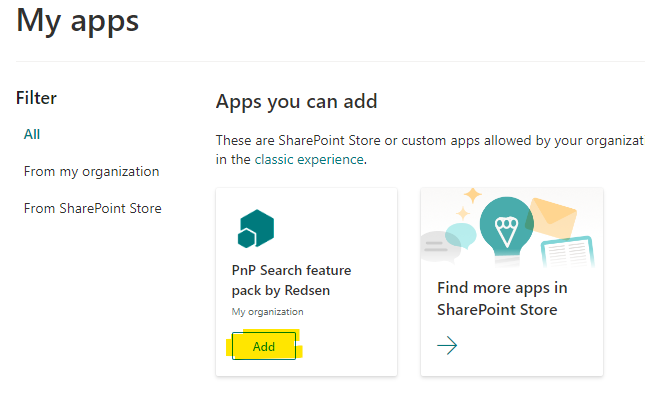 My apps
Filter
All
From my organization
From SharePoint Store
Apps you can add
These are SharePoint Store or custom apps allowed by your organizat
in the classic experience.
PnP Search feature
pack by Redsen
My organization
Add
Find more apps in
SharePoint Store